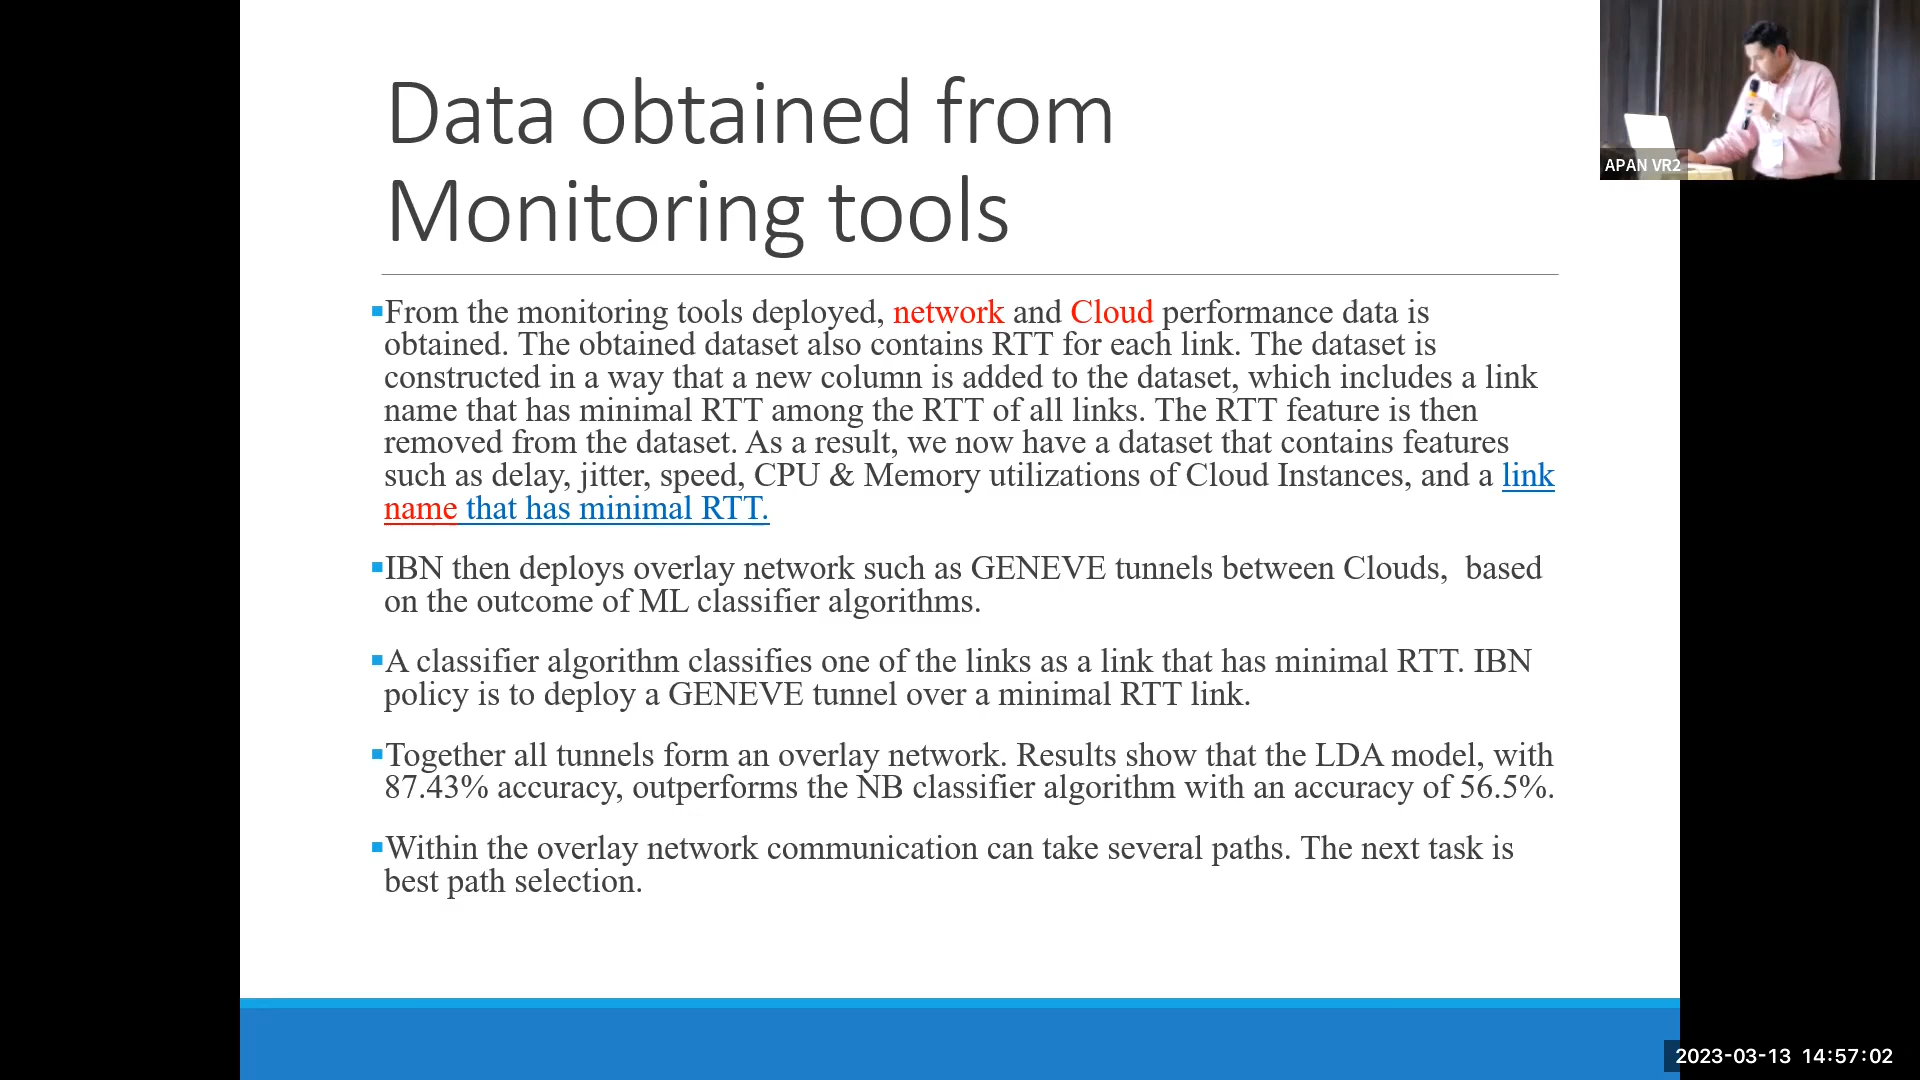 Data obtained from
Monitoring tools
▪From the monitoring tools deployed, network and Cloud performance data is
obtained. The obtained dataset also contains RTT for each link. The dataset is
constructed in a way that a new column is added to the dataset, which includes a link
name that has minimal RTT among the RTT of all links. The RTT feature is then
removed from the dataset. As a result, we now have a dataset that contains features
such as delay, jitter, speed, CPU & Memory utilizations of Cloud Instances, and a link
name that has minimal RTT.
▪IBN then deploys overlay network such as GENEVE tunnels between Clouds,  based
on the outcome of ML classifier algorithms.
▪A classifier algorithm classifies one of the links as a link that has minimal RTT. IBN
policy is to deploy a GENEVE tunnel over a minimal RTT link.
▪Together all tunnels form an overlay network. Results show that the LDA model, with
87.43% accuracy, outperforms the NB classifier algorithm with an accuracy of 56.5%.
▪Within the overlay network communication can take several paths. The next task is
best path selection.
APAN VR2
2023-03-13 14:57:02